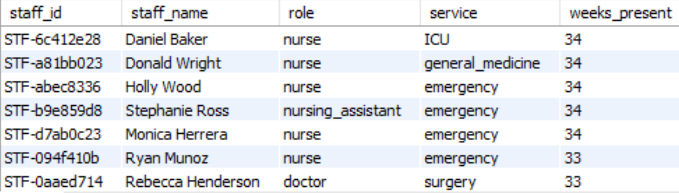 staff_id staff_name role service weeks_present
STF-6c412e28 Daniel Baker nurse ICU 34
STF-a81bb023 Donald Wright nurse general_medicine 34
STF-abec8336 Holly Wood nurse emergency 34
STF-b9e859d8 Stephanie Ross nursing_assistant emergency 34
STF-d7ab0c23 Monica Herrera nurse emergency 34
STF-094f410b Ryan Munoz nurse emergency 33
STF-0aaed714 Rebecca Henderson doctor surgery 33